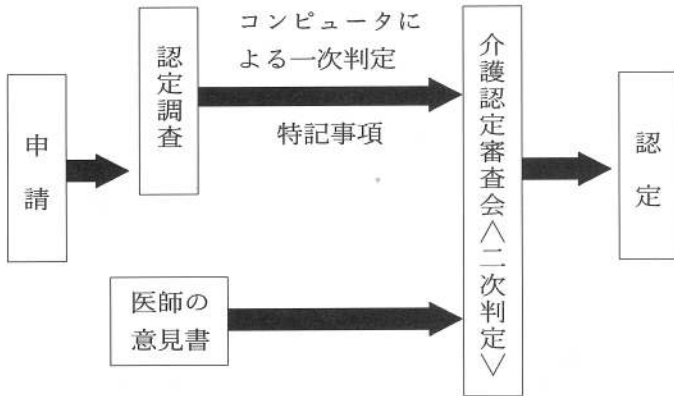 申請
認定調査
コンピュータに
よる一次判定
特記事項
医師の
意見書
介護認定審査会〈二次判定〉
認定